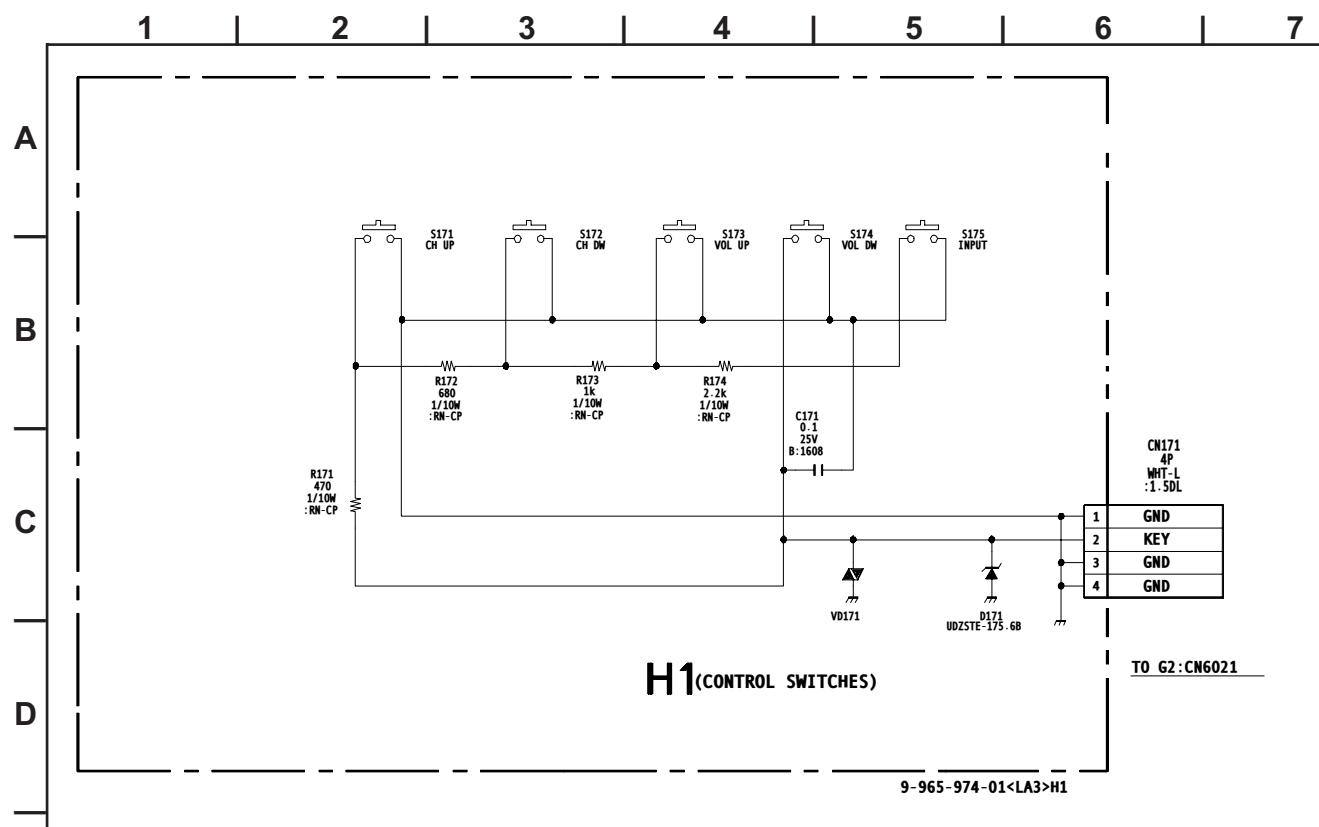 1 2 3 4 5 6 7
A
B
C
D
S171
CH UP
S172
CH DW
S173
VOL UP
S174
VOL DW
S175
INPUT
R172
680
1/10W
:RN-CP
R173
1k
1/10W
:RN-CP
R174
2.2k
1/10W
:RN-CP
C171
0.1
25V
B:1608
R171
470
1/10W
:RN-CP
CN171
4P
WHT-L
:1.5DL
1 GND
2 KEY
3 GND
4 GND
VD171
D171
UDZSTE-175.6B
H1(CONTROL SWITCHES)
TO G2:CN6021
9-965-974-01<LA3>H1